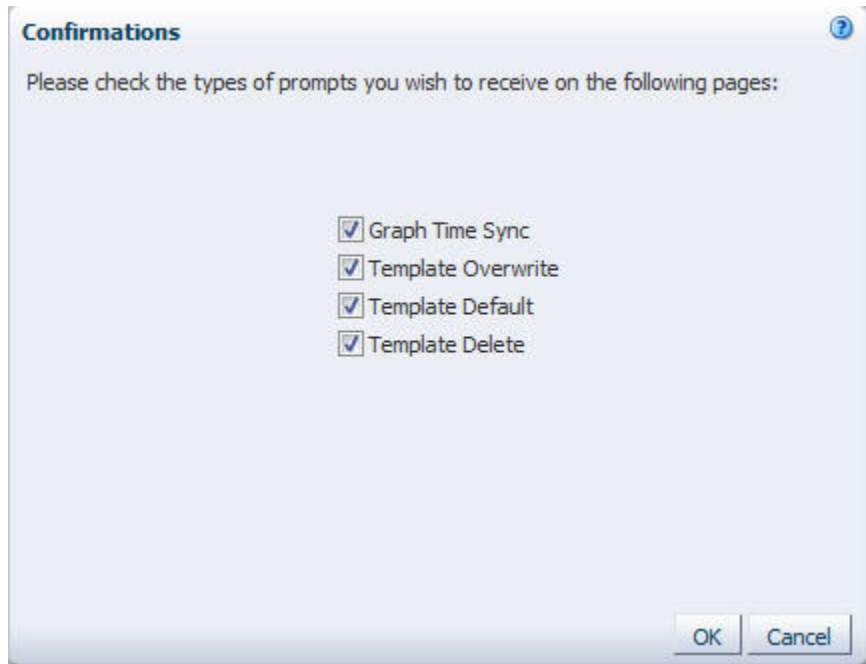 Confirmations
Please check the types of prompts you wish to receive on the following pages:
Graph Time Sync
Template Overwrite
Template Default
Template Delete
OK Cancel